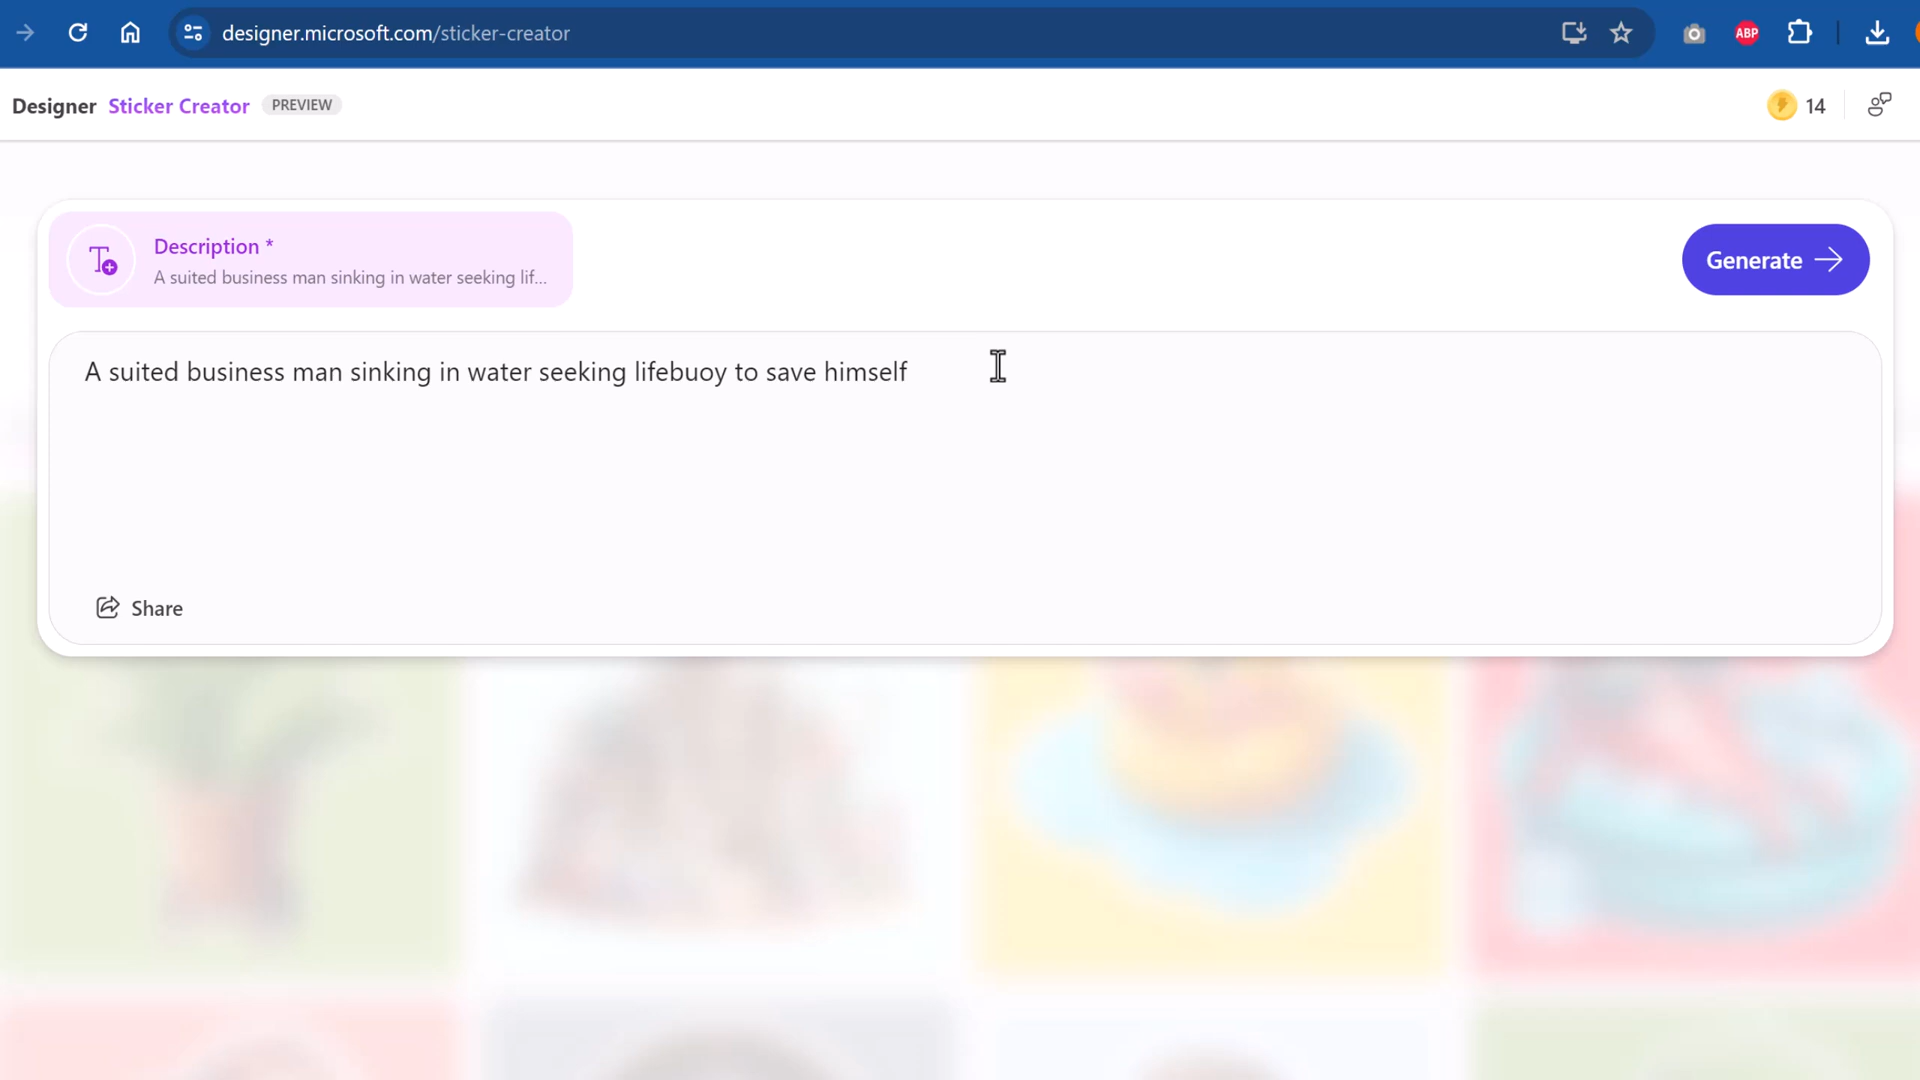 designer.microsoft.com/sticker-creator
ABP
Designer Sticker Creator PREVIEW
14
Description *
A suited business man sinking in water seeking lif...
Generate
A suited business man sinking in water seeking lifebuoy to save himself
Share